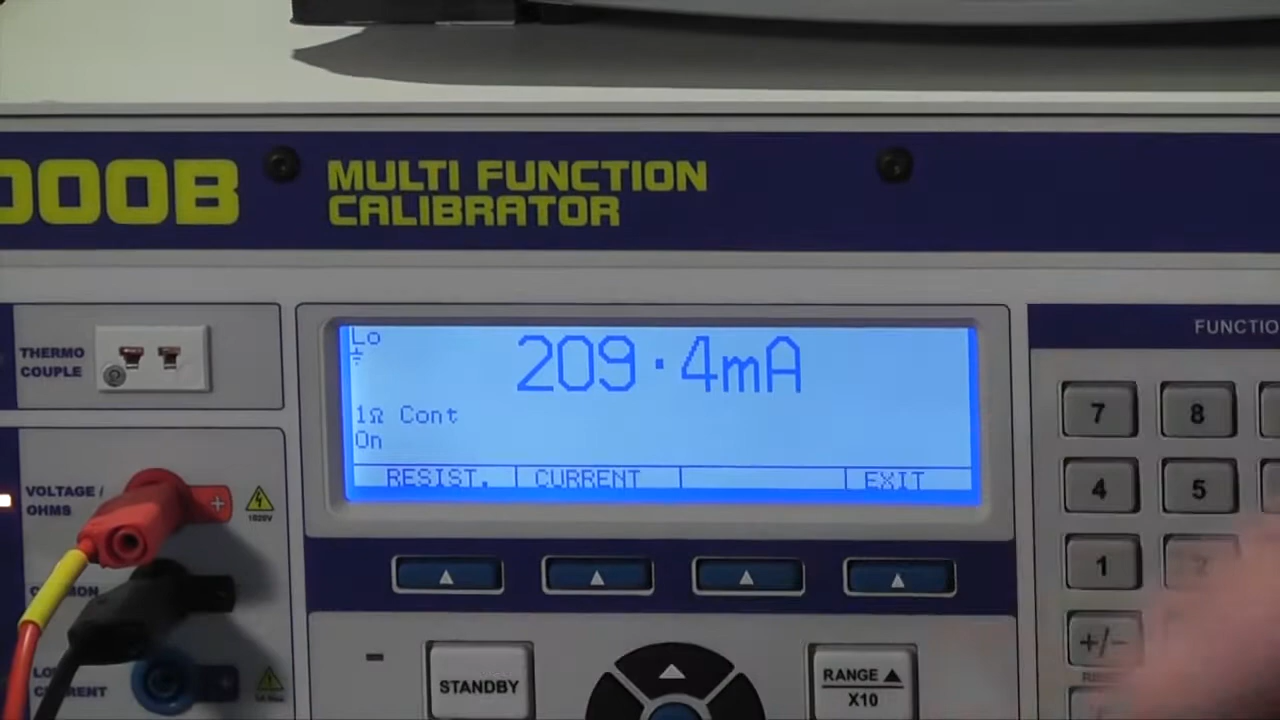 000B
MULTI FUNCTION
CALIBRATOR
THERMO
COUPLE
FUNCTIO
Lo
209.4mA
1Ω Cont
On
RESIST. CURRENT EXIT
7 8
4 5
1
+/-
VOLTAGE /
OHMS
+
1020V
STANDBY
RANGE ▲
X10